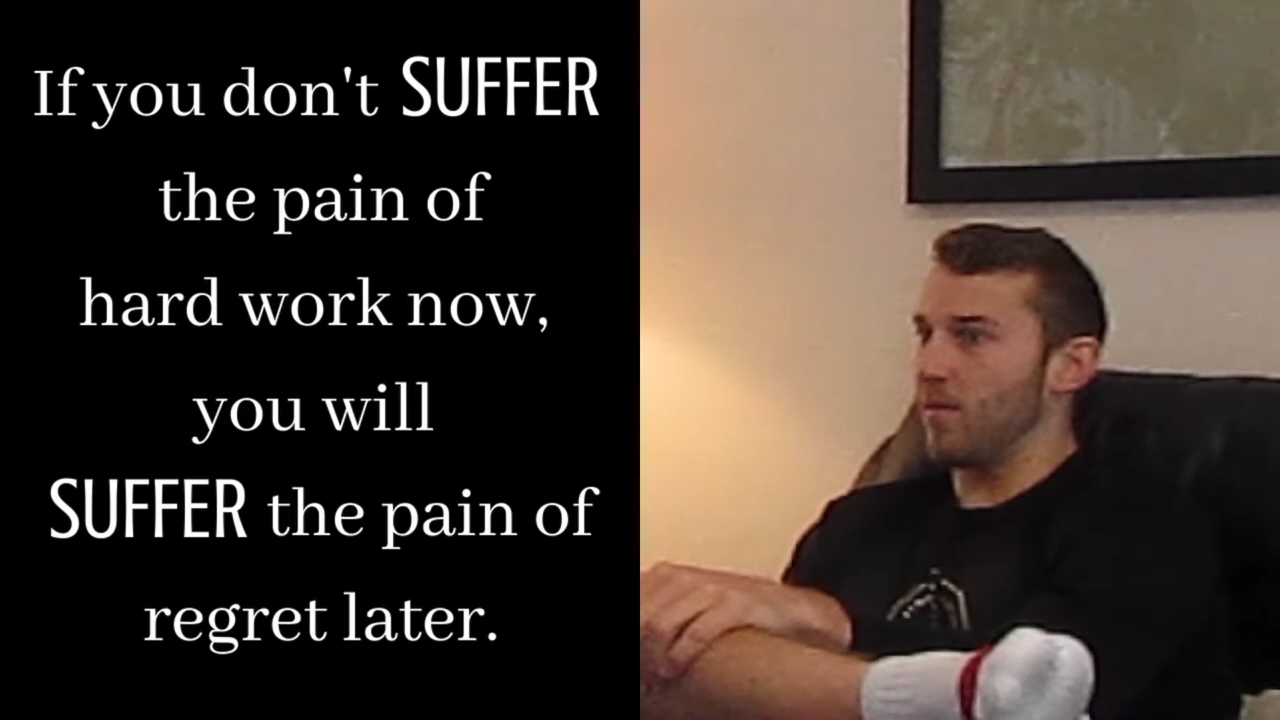 If you don't SUFFER
the pain of
hard work now,
you will
SUFFER the pain of
regret later.